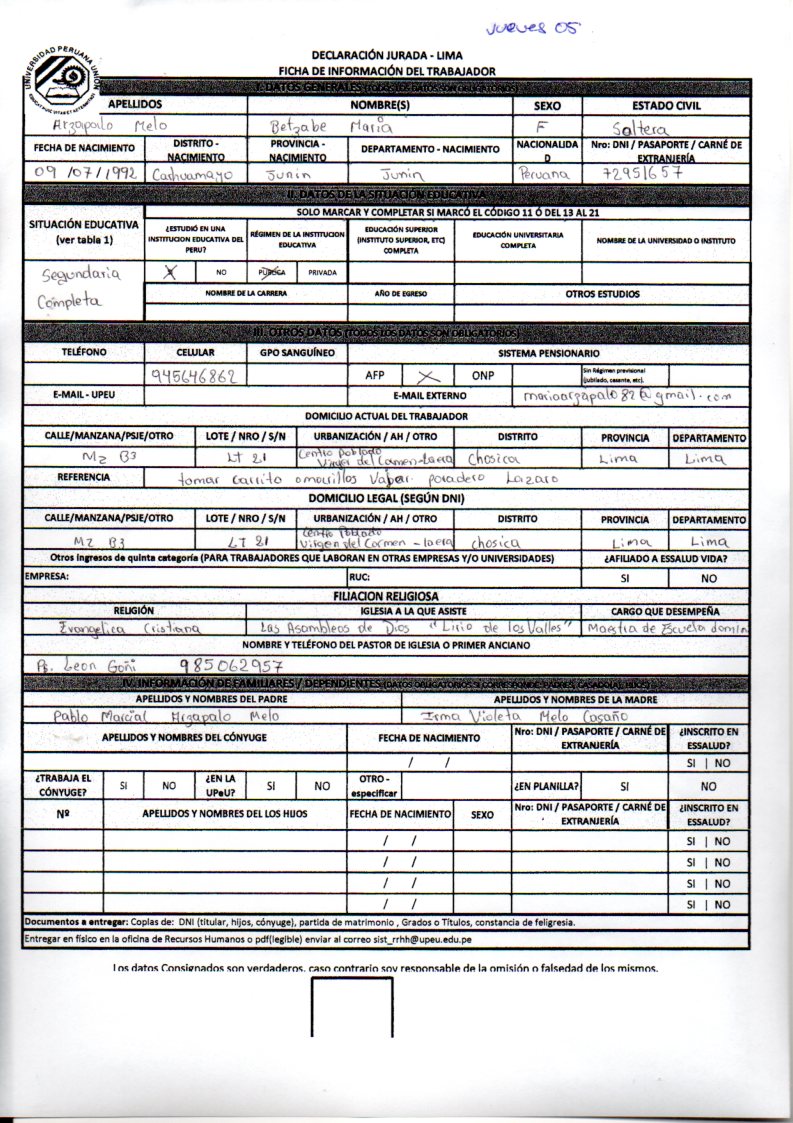 Jueves 05
UNIVERSIDAD PERUANA UNION
DECLARACIÓN JURADA - LIMA
FICHA DE INFORMACIÓN DEL TRABAJADOR
I. DATOS GENERALES (TODOS LOS DATOS SON OBLIGATORIOS)
APELLIDOS NOMBRE(S) SEXO ESTADO CIVIL
Arzapalo Melo Betzabe Maria F Soltera
FECHA DE NACIMIENTO DISTRITO - NACIMIENTO PROVINCIA - NACIMIENTO DEPARTAMENTO - NACIMIENTO NACIONALIDAD Nro: DNI / PASAPORTE / CARNÉ DE EXTRANJERÍA
09 /07/1992 Carhuamayo Junin Junin Peruana 72951657
II. DATOS DE LA SITUACIÓN EDUCATIVA
SOLO MARCAR Y COMPLETAR SI MARCÓ EL CÓDIGO 11 Ó DEL 13 AL 21
SITUACIÓN EDUCATIVA (ver tabla 1) ¿ESTUDIÓ EN UNA INSTITUCION EDUCATIVA DEL PERU? RÉGIMEN DE LA INSTITUCION EDUCATIVA EDUCACIÓN SUPERIOR (INSTITUTO SUPERIOR, ETC) COMPLETA EDUCACIÓN UNIVERSITARIA COMPLETA NOMBRE DE LA UNIVERSIDAD O INSTITUTO
Segundaria X NO PUBLICA PRIVADA
Completa NOMBRE DE LA CARRERA AÑO DE EGRESO OTROS ESTUDIOS
III. OTROS DATOS (TODOS LOS DATOS SON OBLIGATORIOS)
TELÉFONO CELULAR GPO SANGUÍNEO SISTEMA PENSIONARIO
945646862 AFP X ONP Sin Régimen previsional (jubilado, cesante, etc).
E-MAIL - UPEU E-MAIL EXTERNO marioarzapalo82@gmail.com
DOMICILIO ACTUAL DEL TRABAJADOR
CALLE/MANZANA/PSJE/OTRO LOTE / NRO / S/N URBANIZACIÓN / AH / OTRO DISTRITO PROVINCIA DEPARTAMENTO
Mz B3 LT 21 Centro Poblado Virgen del Carmen - Chosica Lima Lima
REFERENCIA tomar carrito amarillos paradero Lazaro
DOMICILIO LEGAL (SEGÚN DNI)
CALLE/MANZANA/PSJE/OTRO LOTE / NRO / S/N URBANIZACIÓN / AH / OTRO DISTRITO PROVINCIA DEPARTAMENTO
MZ B3 LT 21 Centro Poblado Virgen del Carmen - chosica Lima Lima
Otros ingresos de quinta categoría (PARA TRABAJADORES QUE LABORAN EN OTRAS EMPRESAS Y/O UNIVERSIDADES) ¿AFILIADO A ESSALUD VIDA?
EMPRESA: RUC: SI NO
FILIACION RELIGIOSA
RELIGIÓN IGLESIA A LA QUE ASISTE CARGO QUE DESEMPEÑA
Evangelica Cristiana Las Asambleas de Dios "Lirio de los Valles" Maestra de Escuela domin
NOMBRE Y TELÉFONO DEL PASTOR DE IGLESIA O PRIMER ANCIANO
Ps. Leon Goñi 985062957
IV. INFORMACIÓN DE FAMILIARES / DEPENDIENTES
APELLIDOS Y NOMBRES DEL PADRE APELLIDOS Y NOMBRES DE LA MADRE
Pablo Marcial Arzapalo Melo Irma Violeta Melo Casaño
APELLIDOS Y NOMBRES DEL CÓNYUGE FECHA DE NACIMIENTO Nro: DNI / PASAPORTE / CARNÉ DE EXTRANJERÍA ¿INSCRITO EN ESSALUD?
/ / SI | NO
¿TRABAJA EL CÓNYUGE? SI NO ¿EN LA UPeU? SI NO OTRO - especificar ¿EN PLANILLA? SI NO
Nº APELLIDOS Y NOMBRES DEL LOS HIJOS FECHA DE NACIMIENTO SEXO Nro: DNI / PASAPORTE / CARNÉ DE EXTRANJERÍA ¿INSCRITO EN ESSALUD?
/ / SI | NO
/ / SI | NO
/ / SI | NO
/ / SI | NO
Documentos a entregar: Copias de: DNI (titular, hijos, cónyuge), partida de matrimonio , Grados o Títulos, constancia de feligresia.
Entregar en físico en la oficina de Recursos Humanos o pdf(legible) enviar al correo sist_rrhh@upeu.edu.pe
Los datos Consignados son verdaderos, caso contrario soy responsable de la omisión o falsedad de los mismos.